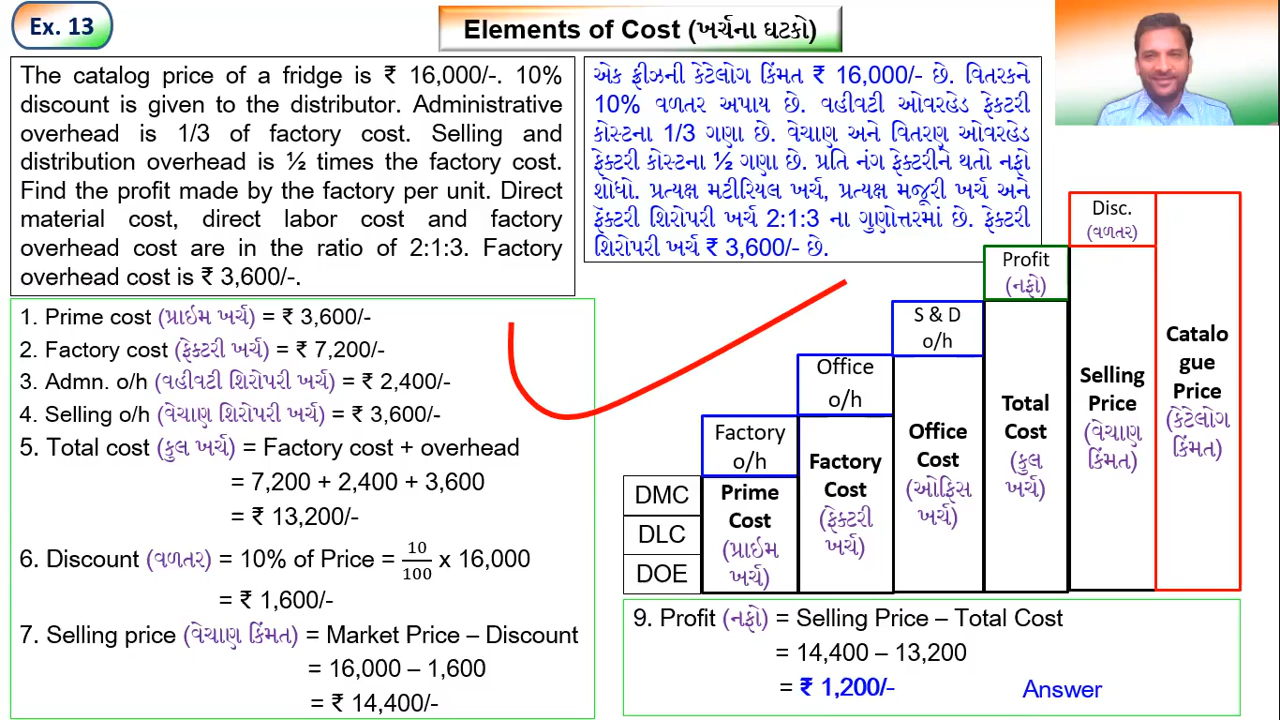 Ex. 13
Elements of Cost (ખર્ચના ઘટકો)
The catalog price of a fridge is ₹ 16,000/-. 10%
discount is given to the distributor. Administrative
overhead is 1/3 of factory cost. Selling and
distribution overhead is ½ times the factory cost.
Find the profit made by the factory per unit. Direct
material cost, direct labor cost and factory
overhead cost are in the ratio of 2:1:3. Factory
overhead cost is ₹ 3,600/-.
એક ફ્રીઝની કેટેલોગ કિંમત ₹ 16,000/- છે. વિતરકને
10% વળતર અપાય છે. વહીવટી ઓવરહેડ ફેક્ટરી
કોસ્ટના 1/3 ગણા છે. વેચાણ અને વિતરણ ઓવરહેડ
ફેક્ટરી કોસ્ટના ½ ગણા છે. પ્રતિ નંગ ફેક્ટરીને થતો નફો
શોધો. પ્રત્યક્ષ મટીરિયલ ખર્ચ, પ્રત્યક્ષ મજૂરી ખર્ચ અને
ફેક્ટરી શિરોપરી ખર્ચ 2:1:3 ના ગુણોત્તરમાં છે. ફેક્ટરી
શિરોપરી ખર્ચ ₹ 3,600/- છે.
1. Prime cost (પ્રાઇમ ખર્ચ) = ₹ 3,600/-
2. Factory cost (ફેક્ટરી ખર્ચ) = ₹ 7,200/-
3. Admn. o/h (વહીવટી શિરોપરી ખર્ચ) = ₹ 2,400/-
4. Selling o/h (વેચાણ શિરોપરી ખર્ચ) = ₹ 3,600/-
5. Total cost (કુલ ખર્ચ) = Factory cost + overhead
= 7,200 + 2,400 + 3,600
= ₹ 13,200/-
6. Discount (વળતર) = 10% of Price = 10/100 x 16,000
= ₹ 1,600/-
7. Selling price (વેચાણ કિંમત) = Market Price – Discount
= 16,000 – 1,600
= ₹ 14,400/-
DMC
DLC
DOE
Factory
o/h
Prime
Cost
(પ્રાઇમ
ખર્ચ)
Office
o/h
Factory
Cost
(ફેક્ટરી
ખર્ચ)
S & D
o/h
Office
Cost
(ઓફિસ
ખર્ચ)
Profit
(નફો)
Total
Cost
(કુલ
ખર્ચ)
Disc.
(વળતર)
Selling
Price
(વેચાણ
કિંમત)
Catalo
gue
Price
(કેટેલોગ
કિંમત)
9. Profit (નફો) = Selling Price – Total Cost
= 14,400 – 13,200
= ₹ 1,200/- Answer